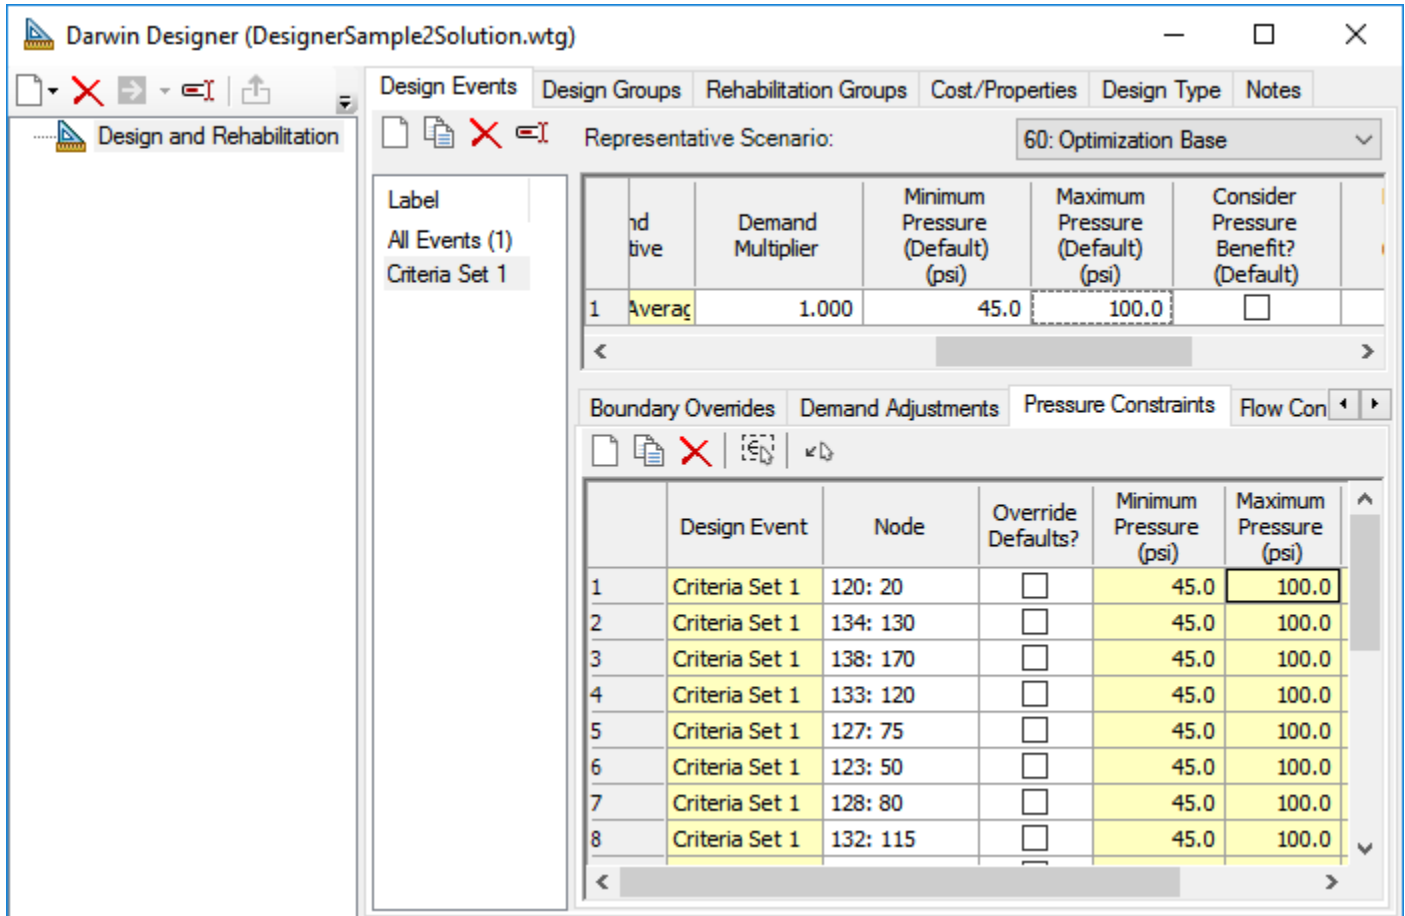 Darwin Designer (DesignerSample2Solution.wtg)
Design Events Design Groups Rehabilitation Groups Cost/Properties Design Type Notes
Design and Rehabilitation
Representative Scenario: 60: Optimization Base
Label
All Events (1)
Criteria Set 1
nd
tive
Demand
Multiplier
Minimum
Pressure
(Default)
(psi)
Maximum
Pressure
(Default)
(psi)
Consider
Pressure
Benefit?
(Default)
1 Averag 1.000 45.0 100.0
Boundary Overrides Demand Adjustments Pressure Constraints Flow Con
Design Event
Node
Override
Defaults?
Minimum
Pressure
(psi)
Maximum
Pressure
(psi)
1 Criteria Set 1 120: 20 45.0 100.0
2 Criteria Set 1 134: 130 45.0 100.0
3 Criteria Set 1 138: 170 45.0 100.0
4 Criteria Set 1 133: 120 45.0 100.0
5 Criteria Set 1 127: 75 45.0 100.0
6 Criteria Set 1 123: 50 45.0 100.0
7 Criteria Set 1 128: 80 45.0 100.0
8 Criteria Set 1 132: 115 45.0 100.0